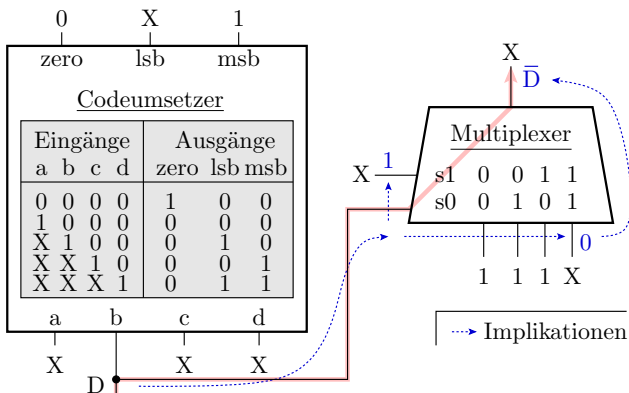 0 X 1
zero lsb msb
Codeumsetzer
Eingänge Ausgänge
a b c d zero lsb msb
0 0 0 0 1 0 0
1 0 0 0 0 0 0
X 1 0 0 0 1 0
X X 1 0 0 0 1
X X X 1 0 1 1
a b c d
X X X
D
X
D̅
Multiplexer
X 1
s1 0 0 1 1
s0 0 1 0 1
0
1 1 1 X
Implikationen